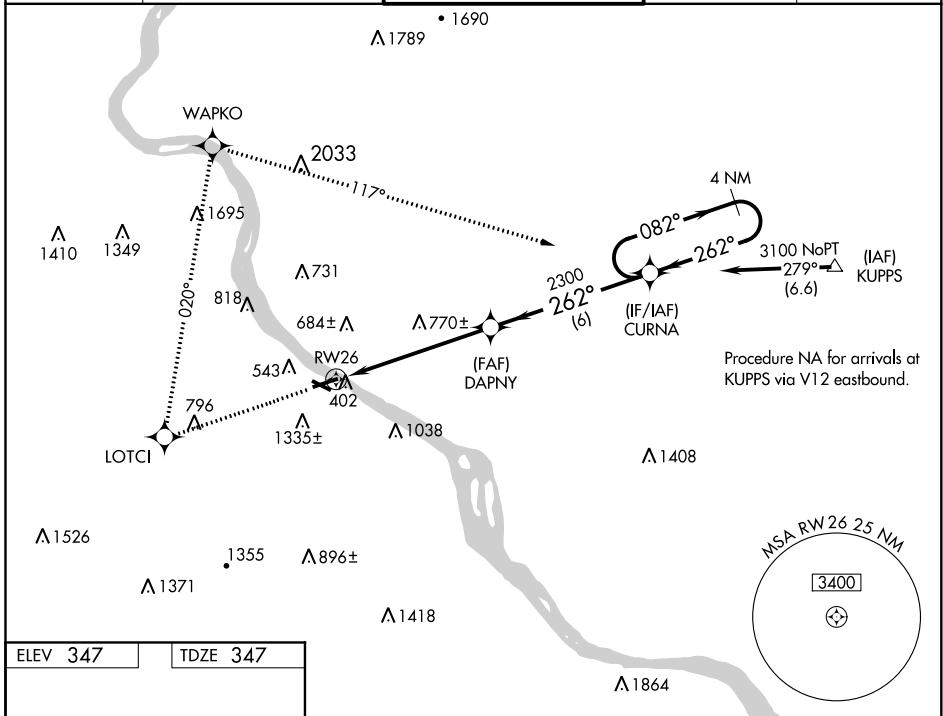 1690
1789
WAPKO
2033
117°
4 NM
1695
082°
262°
3100 NoPT
279°
(6.6)
(IAF)
KUPPS
1410
1349
731
2300
262°
(6)
(IF/IAF)
CURNA
020°
818
684±
770±
(FAF)
DAPNY
Procedure NA for arrivals at
KUPPS via V12 eastbound.
543
RW26
402
796
1335±
1038
LOTCI
1408
1526
1355
896±
1371
1418
MSA RW26 25 NM
3400
ELEV 347
TDZE 347
1864